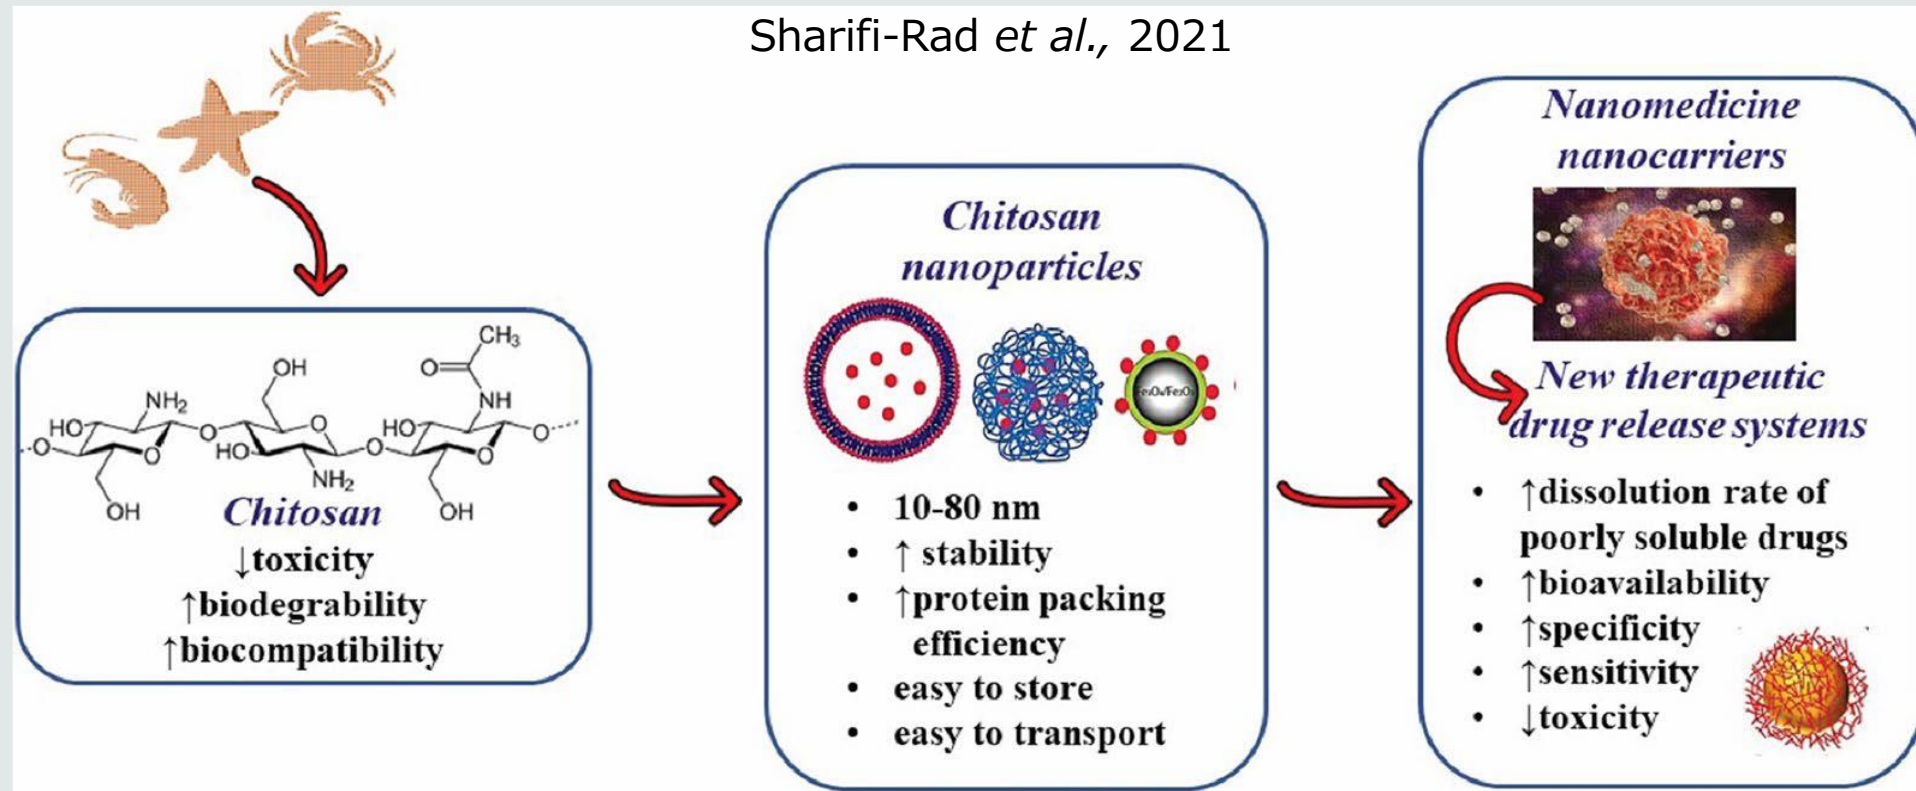 Sharifi-Rad et al., 2021
CH₃
O
NH
OH
NH₂
HO
O
O
O
HO
NH₂
O
HO
O
O
OH
OH
Chitosan
↓toxicity
↑biodegrability
↑biocompatibility
Chitosan
nanoparticles
Fe₃O₄/Fe₂O₃
• 10-80 nm
• ↑ stability
• ↑protein packing
efficiency
• easy to store
• easy to transport
Nanomedicine
nanocarriers
New therapeutic
drug release systems
• ↑dissolution rate of
poorly soluble drugs
• ↑bioavailability
• ↑specificity
• ↑sensitivity
• ↓toxicity